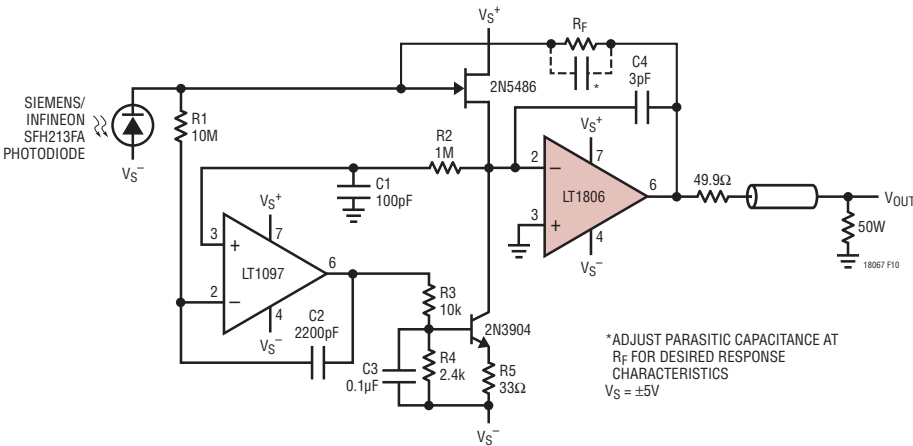 VS+
RF
*
C4
3pF
2N5486
SIEMENS/
INFINEON
SFH213FA
PHOTODIODE
VS–
R1
10M
R2
1M
C1
100pF
VS+
7
2
–
LT1806
6
3
+
4
VS–
49.9Ω
VOUT
50W
18067 F10
VS+
7
3
+
LT1097
6
2
–
4
VS–
C2
2200pF
R3
10k
2N3904
C3
0.1µF
R4
2.4k
R5
33Ω
VS–
*ADJUST PARASITIC CAPACITANCE AT
RF FOR DESIRED RESPONSE
CHARACTERISTICS
VS = ±5V